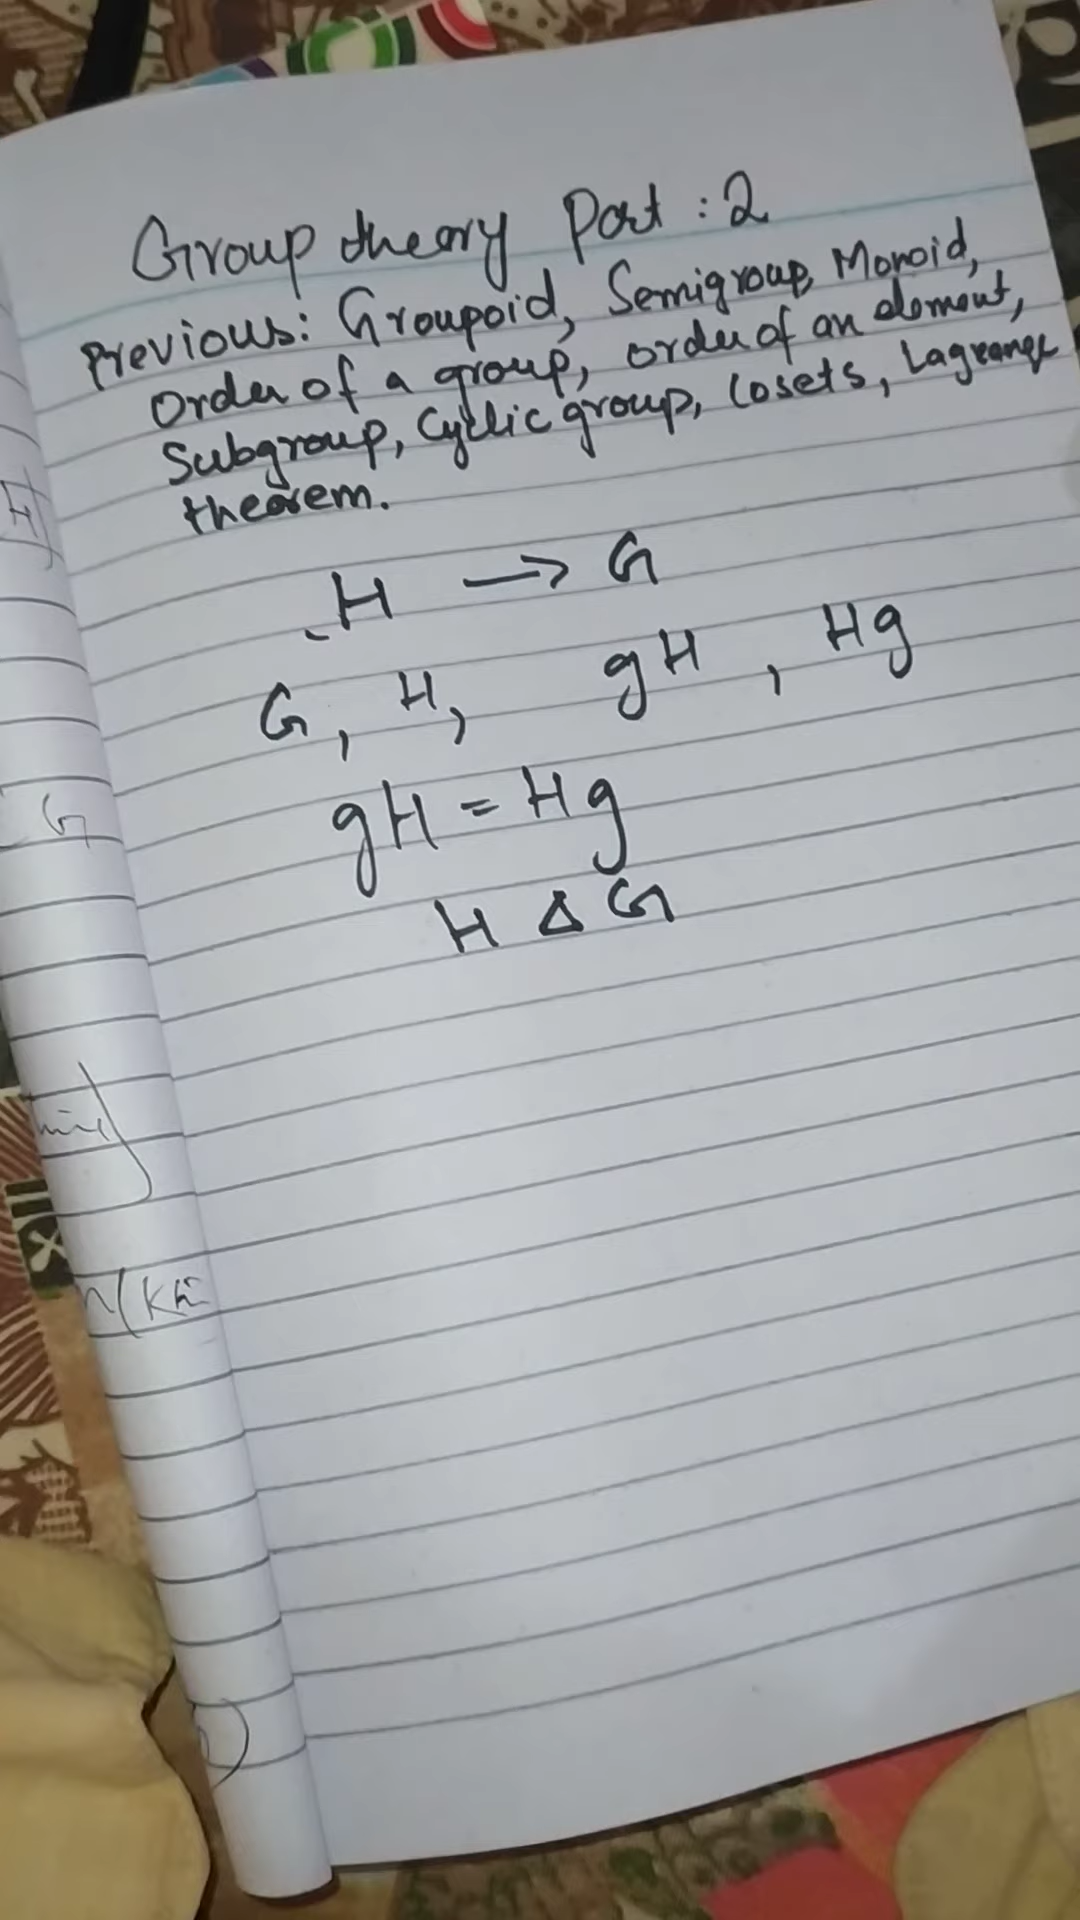 Group theory Part : 2
Previous: Groupoid, Semigroup, Monoid,
Order of a group, order of an element,
Subgroup, Cyclic group, Cosets, Lagrange
theorem.
H → G
G, H, gH, Hg
gH = Hg
H Δ G
H)
G